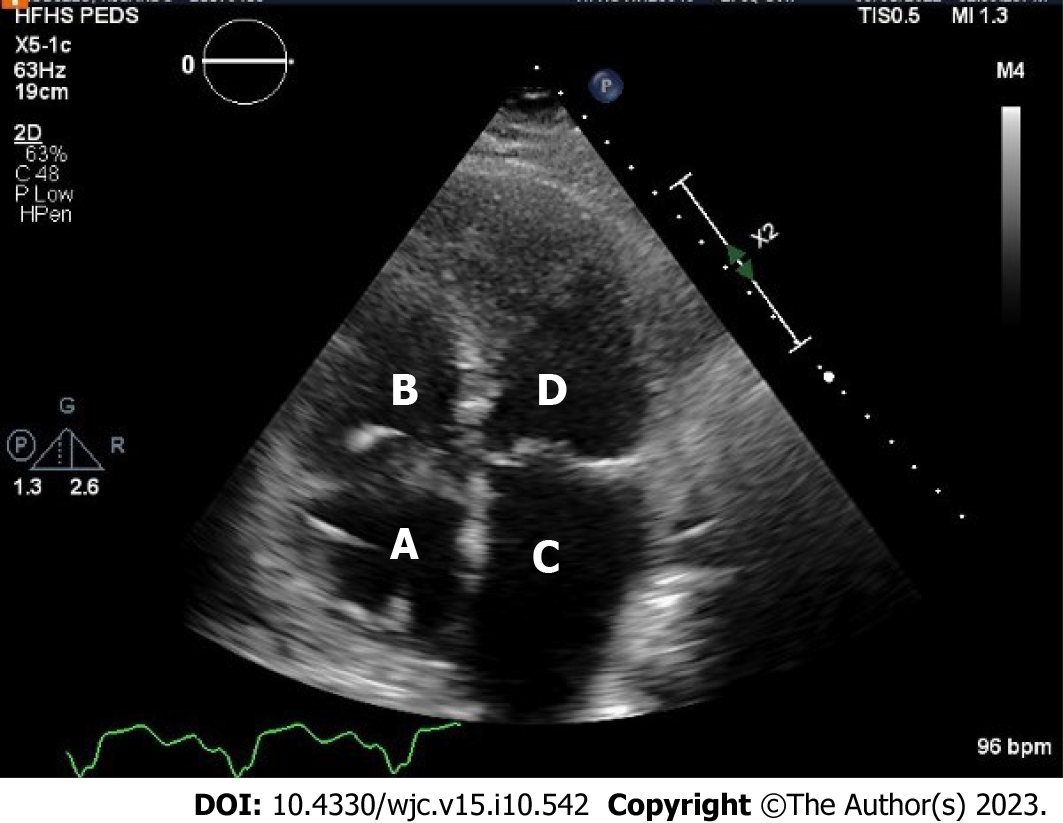 HFHS PEDS
TIS0.5 MI 1.3
X5-1c
63Hz
19cm
0
P
M4
2D
63%
C 48
P Low
HPen
X2
B
D
G
P
R
1.3 2.6
A
C
96 bpm
DOI: 10.4330/wjc.v15.i10.542 Copyright ©The Author(s) 2023.